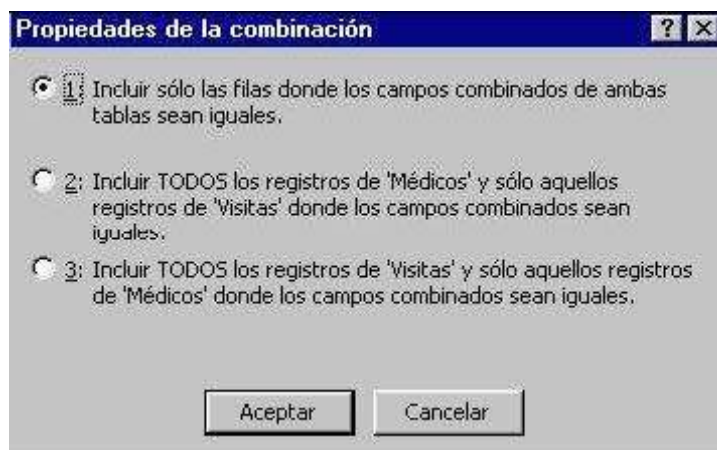 Propiedades de la combinación
1: Incluir sólo las filas donde los campos combinados de ambas
tablas sean iguales.
2: Incluir TODOS los registros de 'Médicos' y sólo aquellos
registros de 'Visitas' donde los campos combinados sean
iguales.
3: Incluir TODOS los registros de 'Visitas' y sólo aquellos registros
de 'Médicos' donde los campos combinados sean iguales.
Aceptar Cancelar